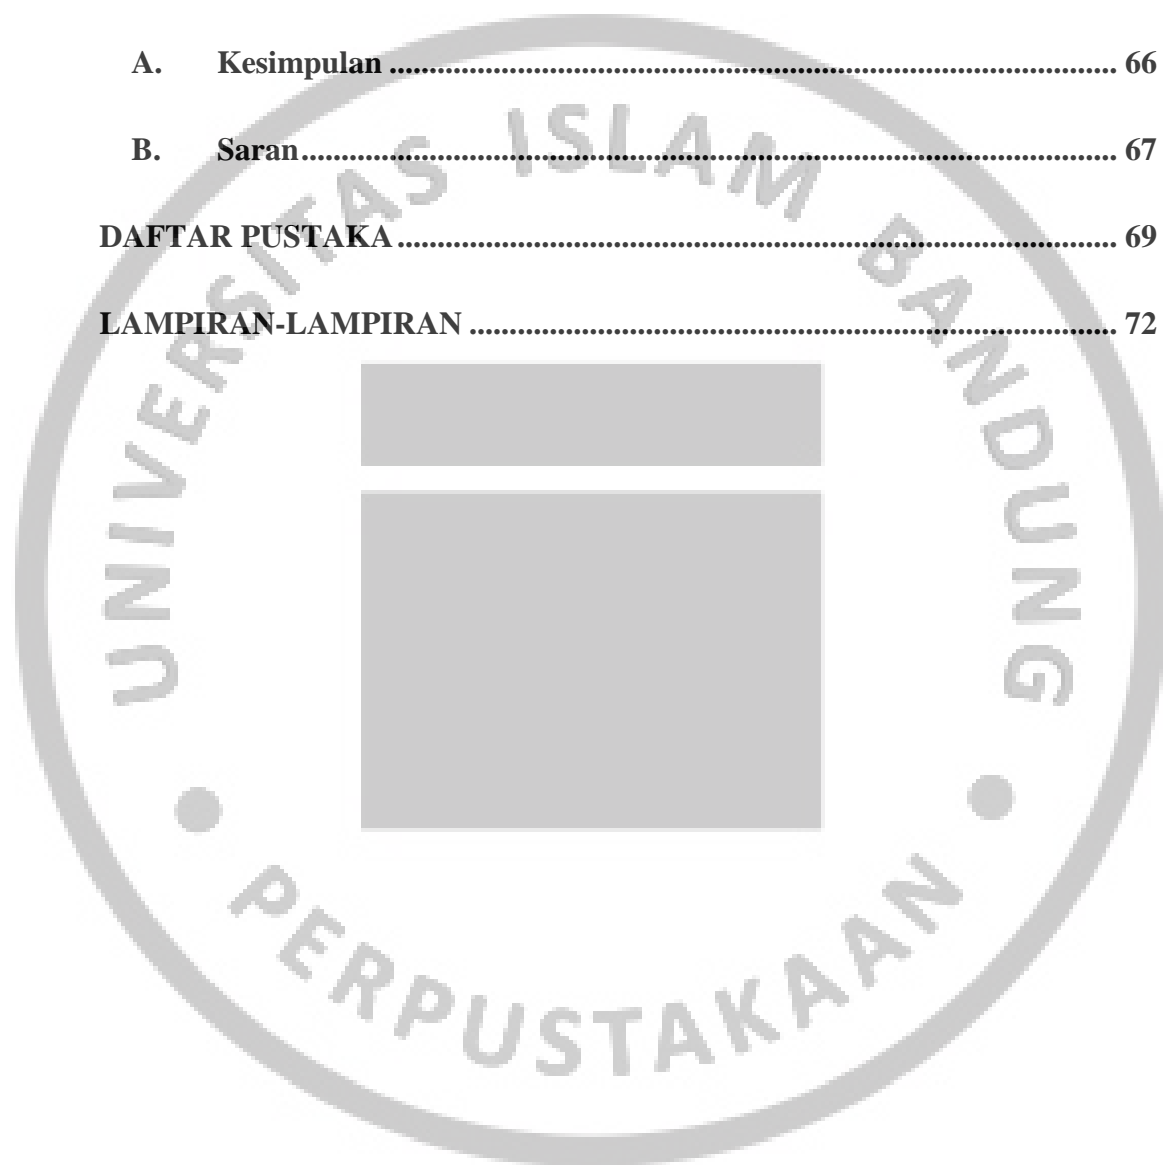 A. Kesimpulan ........................................................................................... 66
B. Saran ...................................................................................................... 67
DAFTAR PUSTAKA .......................................................................................... 69
LAMPIRAN-LAMPIRAN ................................................................................. 72
UNIVERSITAS ISLAM BANDUNG
• PERPUSTAKAAN •